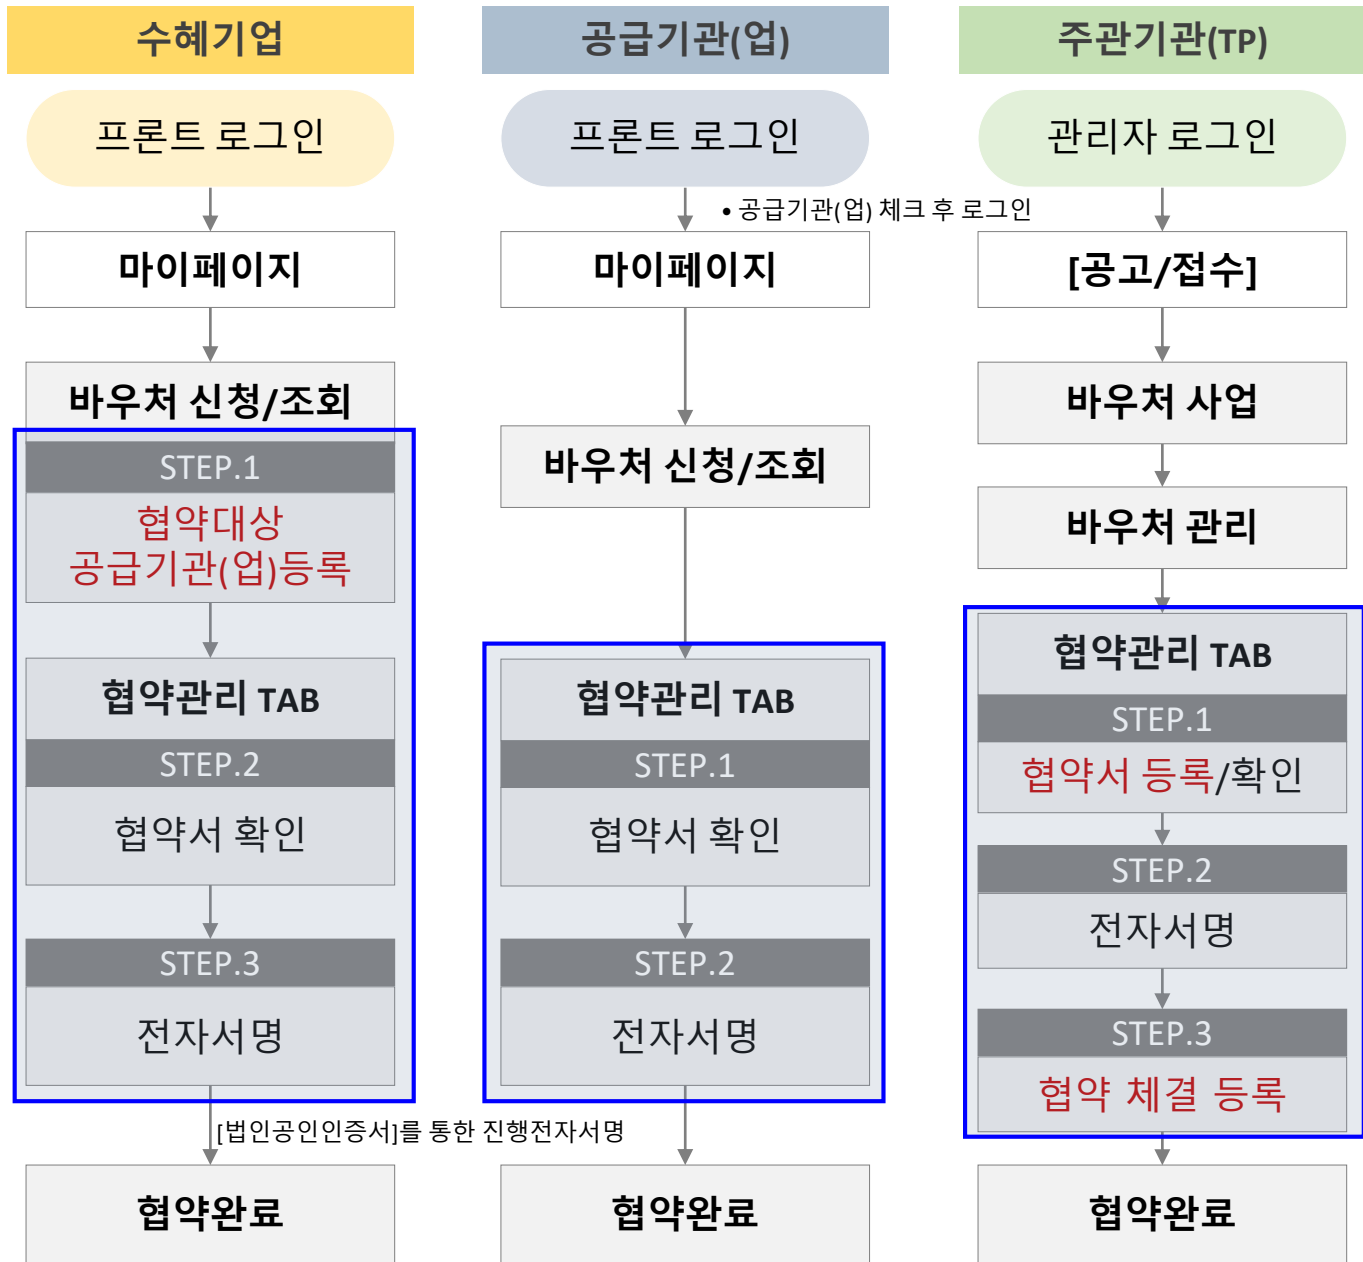 수혜기업
프론트 로그인
마이페이지
바우처 신청/조회
STEP.1
협약대상
공급기관(업)등록
협약관리 TAB
STEP.2
협약서 확인
STEP.3
전자서명
[법인공인인증서]를 통한 진행전자서명
협약완료
공급기관(업)
프론트 로그인
• 공급기관(업) 체크 후 로그인
마이페이지
바우처 신청/조회
협약관리 TAB
STEP.1
협약서 확인
STEP.2
전자서명
협약완료
주관기관(TP)
관리자 로그인
[공고/접수]
바우처 사업
바우처 관리
협약관리 TAB
STEP.1
협약서 등록/확인
STEP.2
전자서명
STEP.3
협약 체결 등록
협약완료